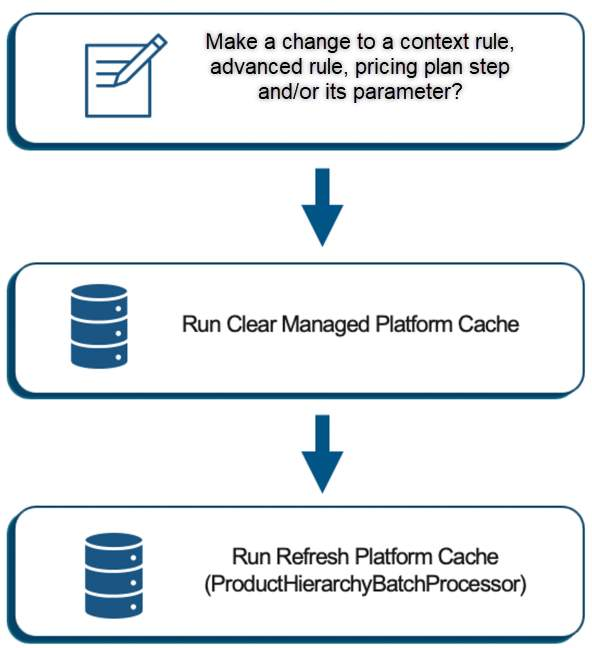 Make a change to a context rule,
advanced rule, pricing plan step
and/or its parameter?
Run Clear Managed Platform Cache
Run Refresh Platform Cache
(ProductHierarchyBatchProcessor)